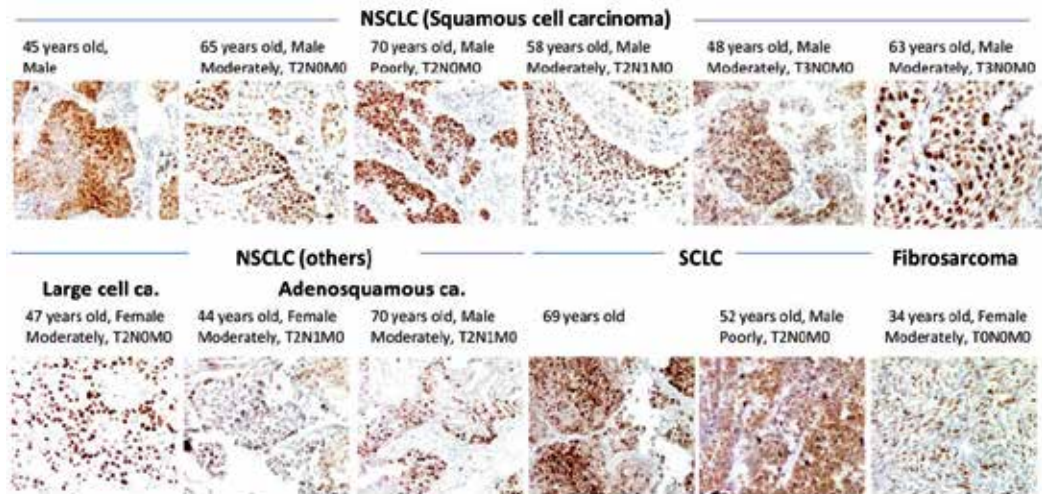 NSCLC (Squamous cell carcinoma)
45 years old,
Male
65 years old, Male
Moderately, T2N0M0
70 years old, Male
Poorly, T2N0M0
58 years old, Male
Moderately, T2N1M0
48 years old, Male
Moderately, T3N0M0
63 years old, Male
Moderately, T3N0M0
NSCLC (others)
SCLC
Fibrosarcoma
Large cell ca.
Adenosquamous ca.
47 years old, Female
Moderately, T2N0M0
44 years old, Female
Moderately, T2N1M0
70 years old, Male
Moderately, T2N1M0
69 years old
52 years old, Male
Poorly, T2N0M0
34 years old, Female
Moderately, T0N0M0